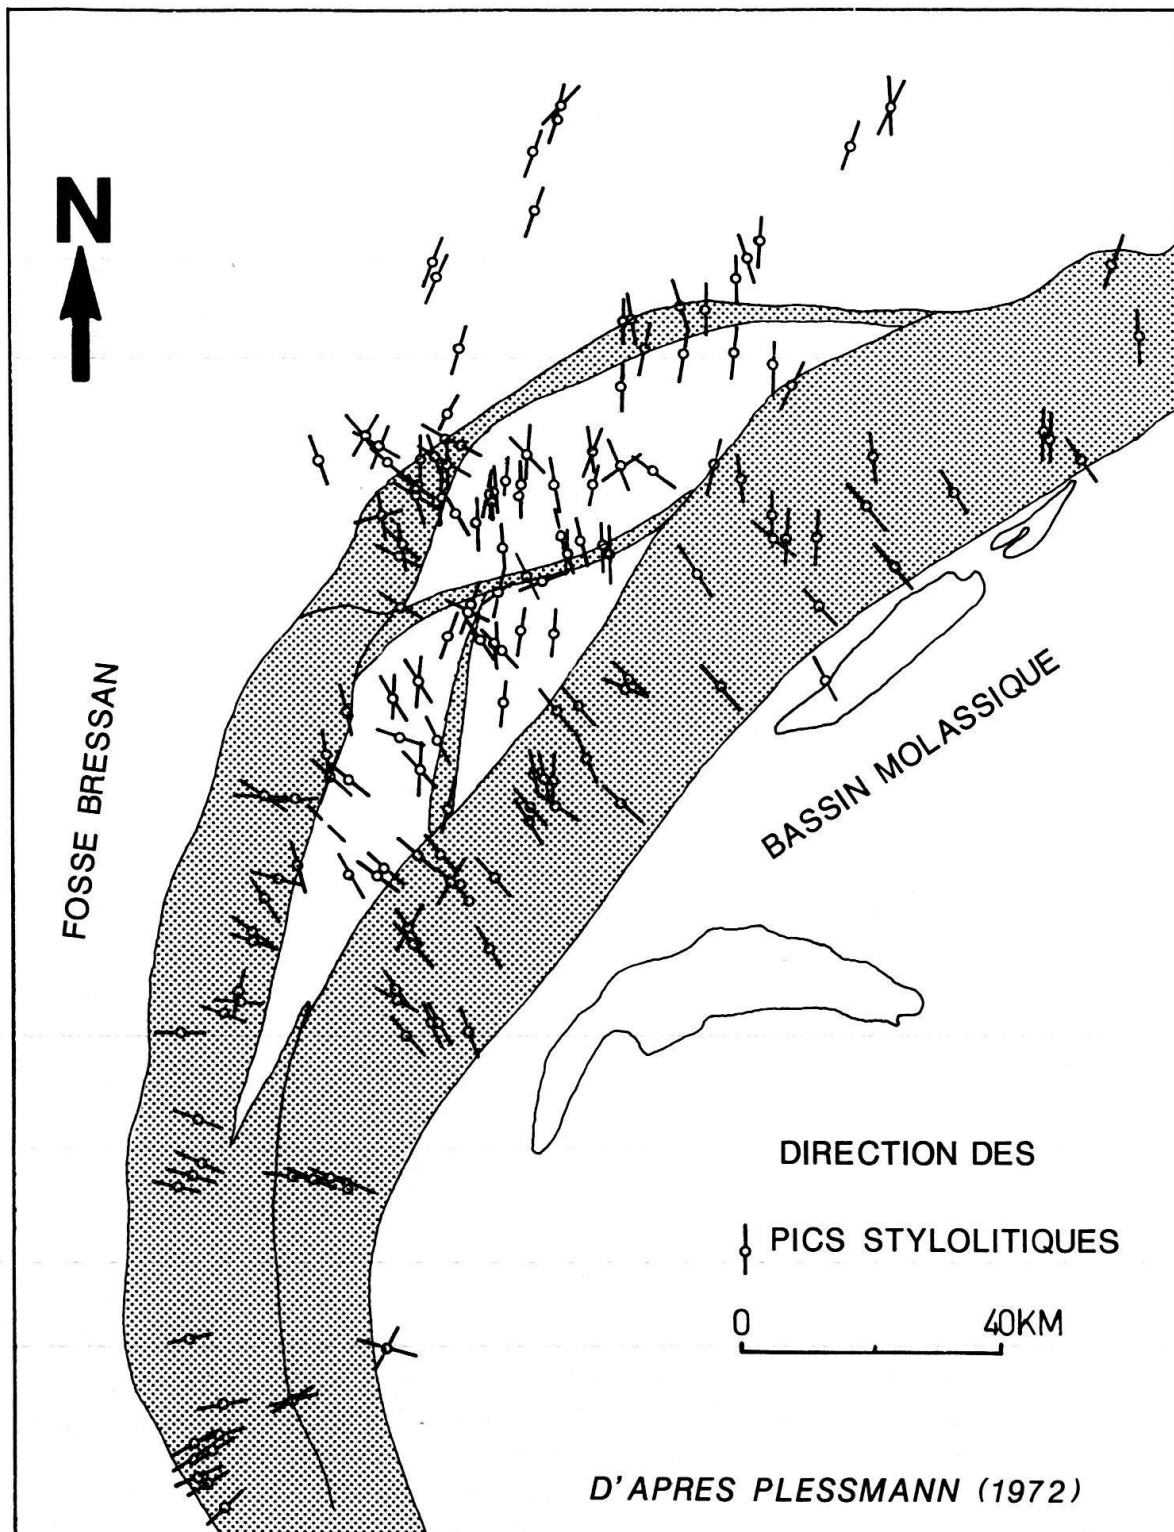 N
FOSSE BRESSAN
BASSIN MOLASSIQUE
DIRECTION DES
PICS STYLOLITIQUES
0 40KM
D'APRES PLESSMANN (1972)